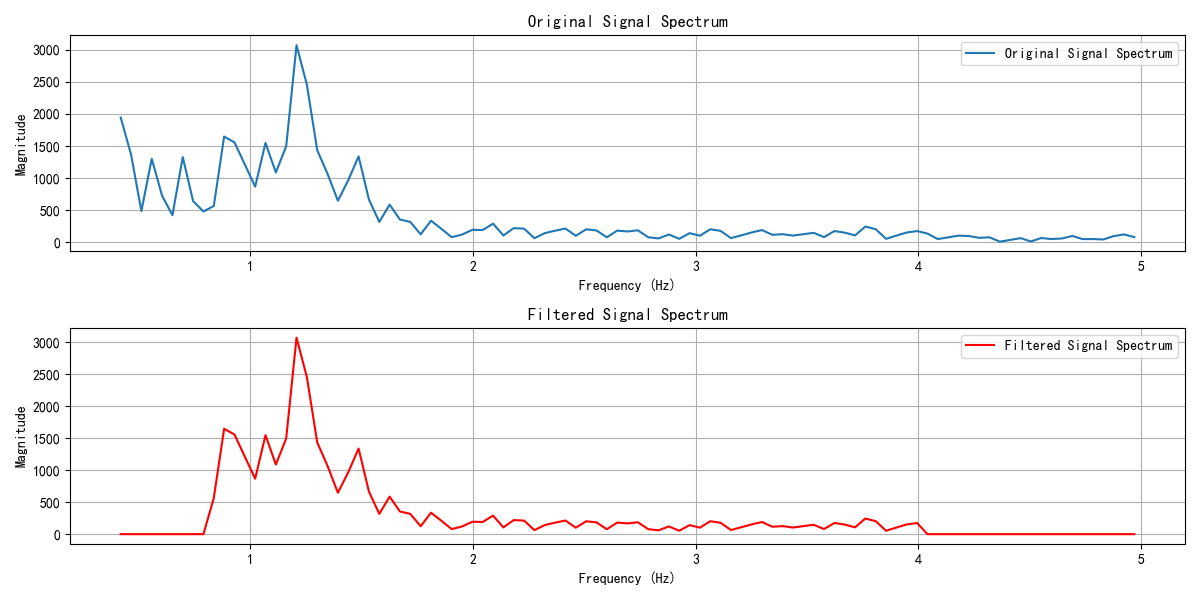 Original Signal Spectrum
Original Signal Spectrum
Magnitude
3000
2500
2000
1500
1000
500
0
1 2 3 4 5
Frequency (Hz)
Filtered Signal Spectrum
Filtered Signal Spectrum
Magnitude
3000
2500
2000
1500
1000
500
0
1 2 3 4 5
Frequency (Hz)